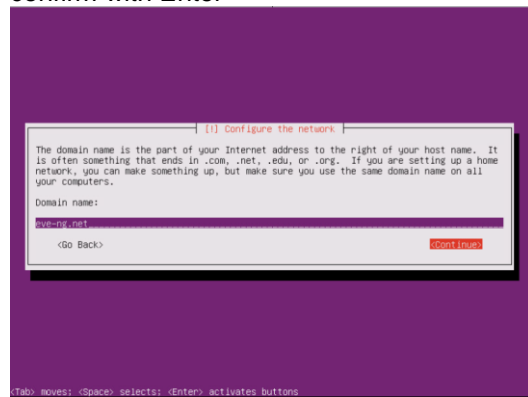 confirm with Enter
[!] Configure the network
The domain name is the part of your Internet address to the right of your host name.  It
is often something that ends in .com, .net, .edu, or .org.  If you are setting up a home
network, you can make something up, but make sure you use the same domain name on all
your computers.
Domain name:
eve-ng.net
<Go Back> <Continue>
<Tab> moves; <Space> selects; <Enter> activates buttons